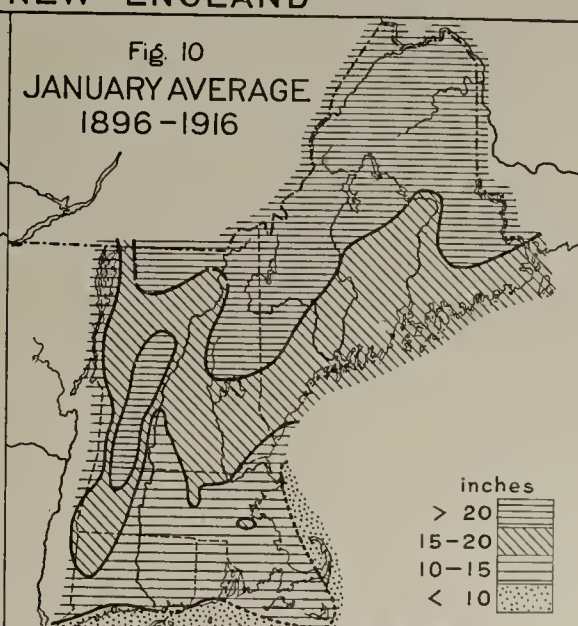 NEW ENGLAND
Fig. 10
JANUARY AVERAGE
1896-1916
inches
> 20
15-20
10-15
< 10